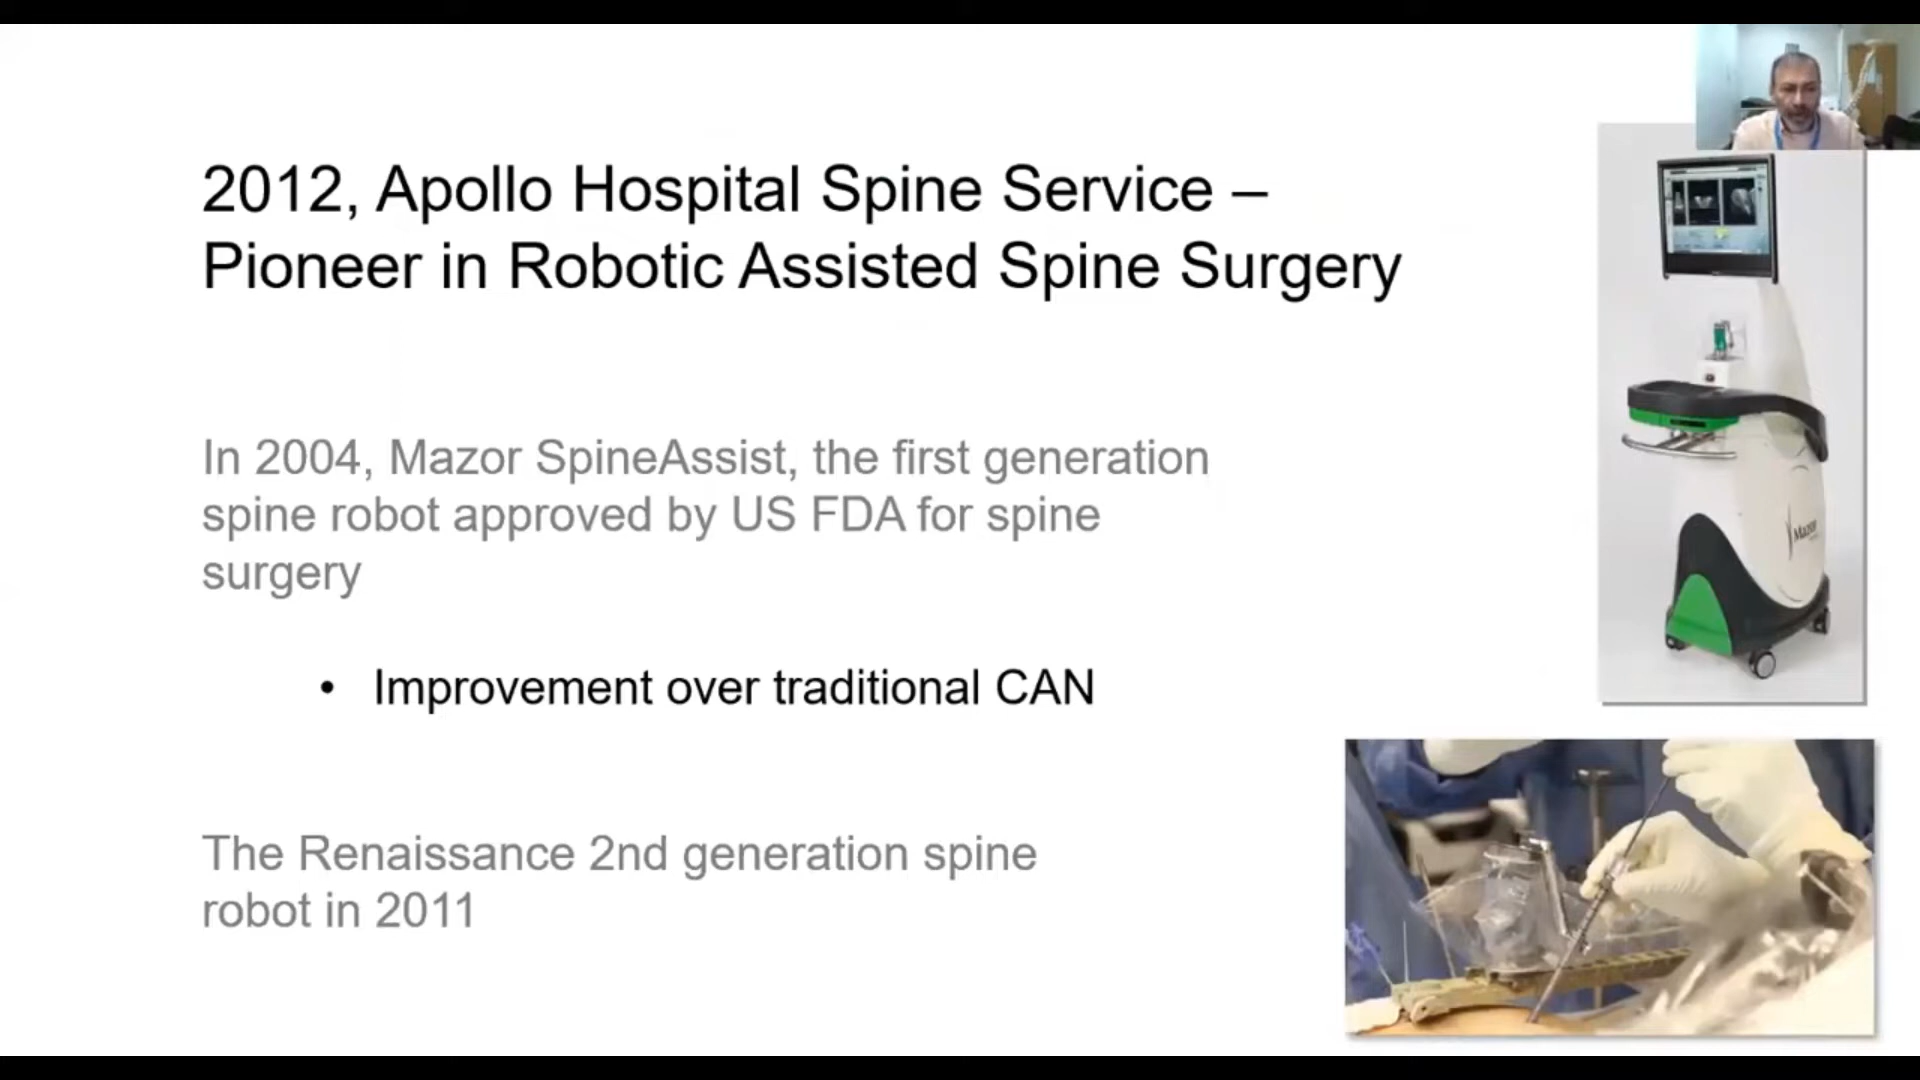 2012, Apollo Hospital Spine Service –
Pioneer in Robotic Assisted Spine Surgery
In 2004, Mazor SpineAssist, the first generation
spine robot approved by US FDA for spine
surgery
• Improvement over traditional CAN
The Renaissance 2nd generation spine
robot in 2011
Mazor